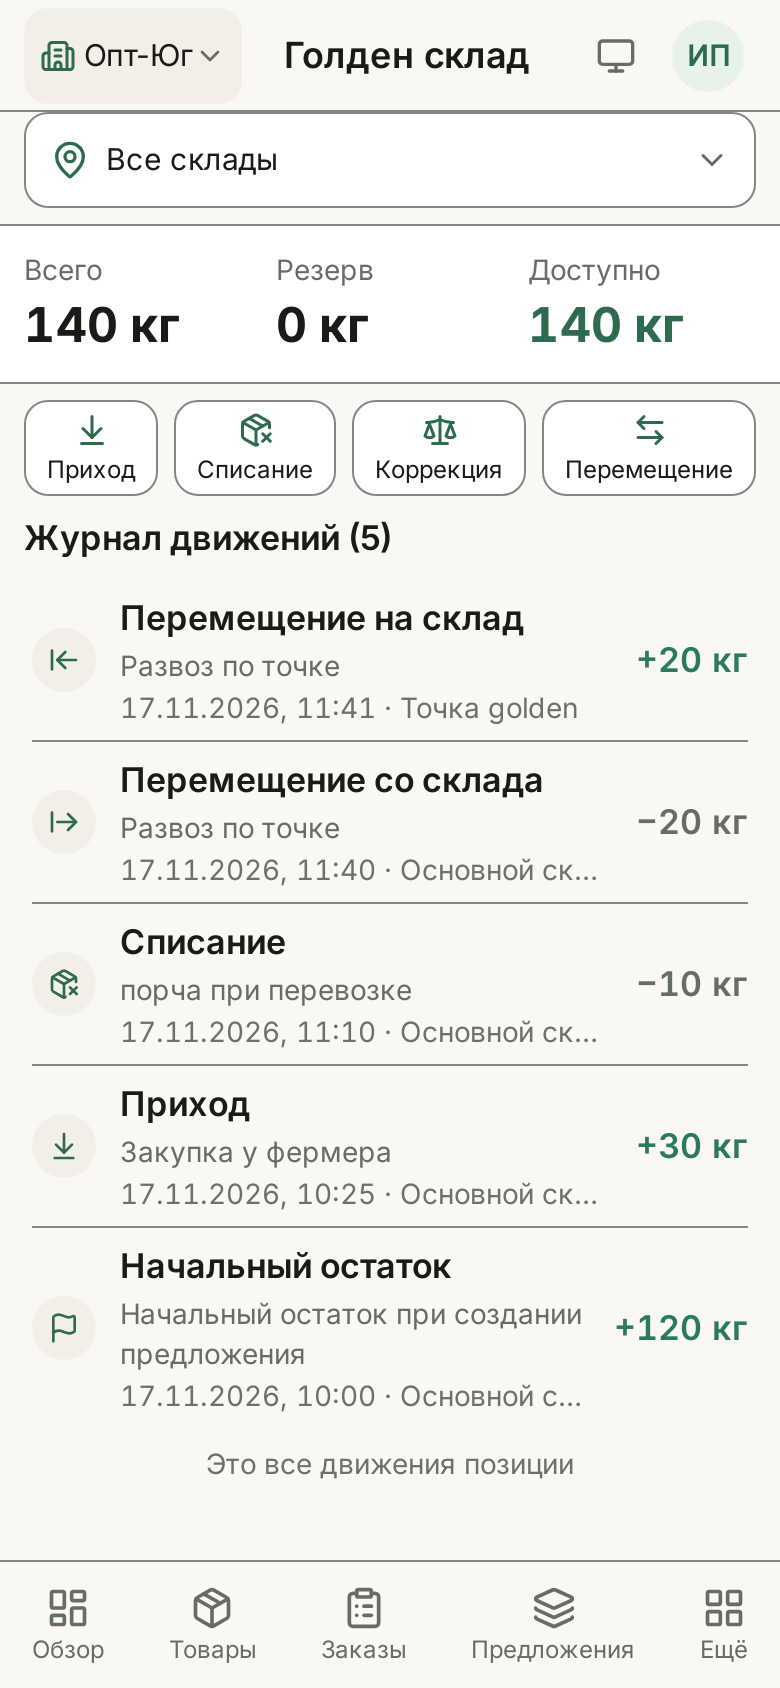 Опт-Юг
Голден склад
ИП
Все склады
Всего Резерв Доступно
140 кг 0 кг 140 кг
Приход Списание Коррекция Перемещение
Журнал движений (5)
Перемещение на склад
Развоз по точке
+20 кг
17.11.2026, 11:41 · Точка golden
Перемещение со склада
Развоз по точке
−20 кг
17.11.2026, 11:40 · Основной ск...
Списание
порча при перевозке
−10 кг
17.11.2026, 11:10 · Основной ск...
Приход
Закупка у фермера
+30 кг
17.11.2026, 10:25 · Основной ск...
Начальный остаток
Начальный остаток при создании
предложения
+120 кг
17.11.2026, 10:00 · Основной с...
Это все движения позиции
Обзор Товары Заказы Предложения Ещё